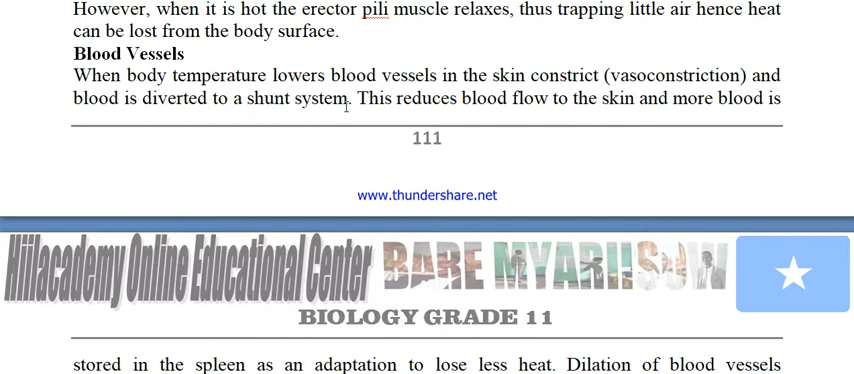 However, when it is hot the erector pili muscle relaxes, thus trapping little air hence heat
can be lost from the body surface.
Blood Vessels
When body temperature lowers blood vessels in the skin constrict (vasoconstriction) and
blood is diverted to a shunt system. This reduces blood flow to the skin and more blood is
111
www.thundershare.net
Hiilacademy Online Educational Center BARE MYARIISOW
BIOLOGY GRADE 11
stored in the spleen as an adaptation to lose less heat. Dilation of blood vessels